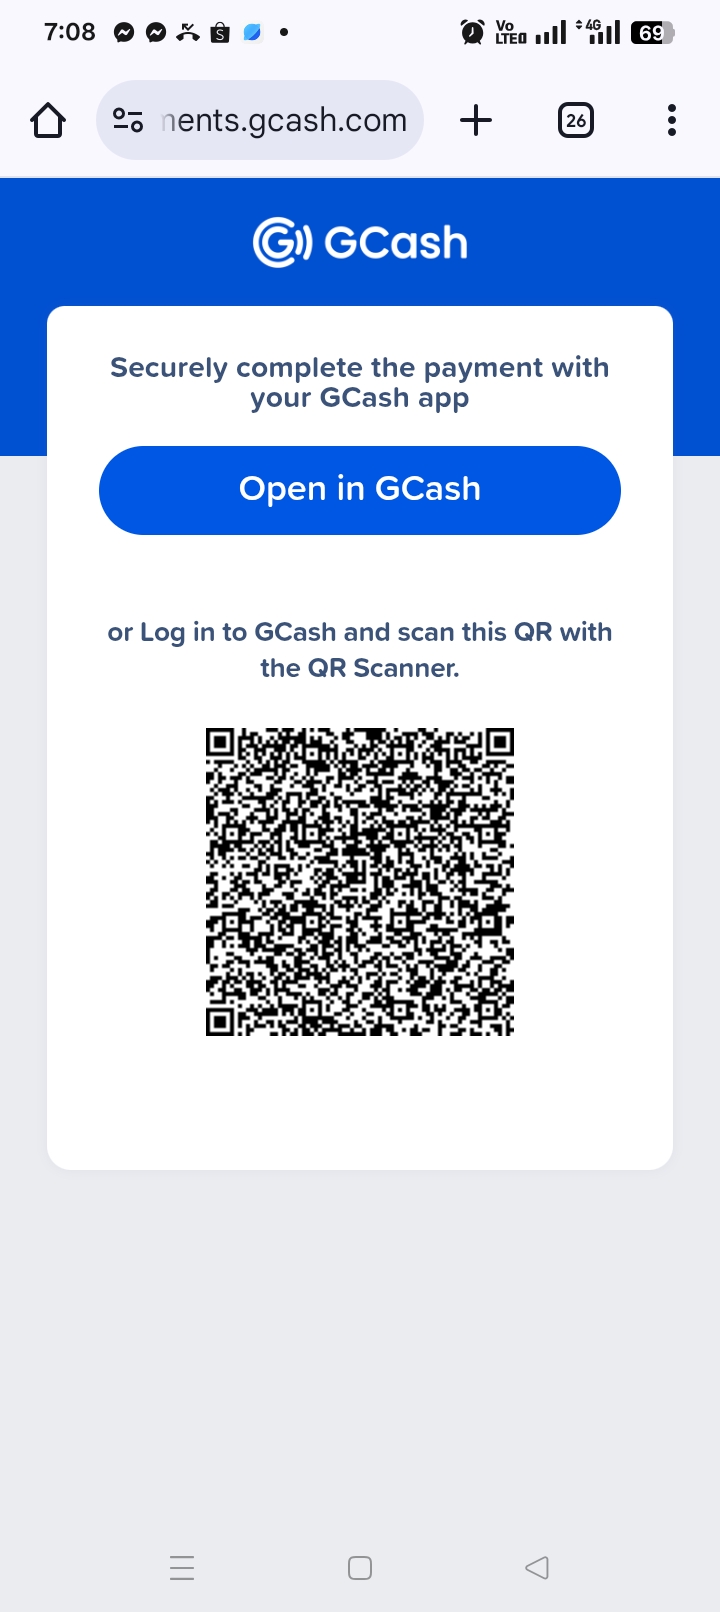 7:08
Vo
LTE
4G
69
ments.gcash.com
26
GCash
Securely complete the payment with
your GCash app
Open in GCash
or Log in to GCash and scan this QR with
the QR Scanner.